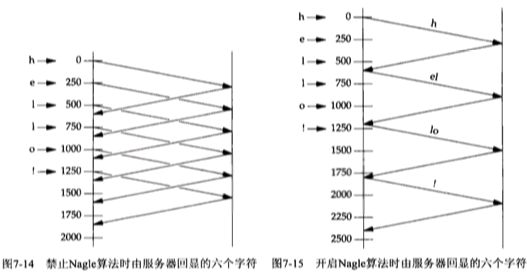 h 0
e 250
l 500
l 750
o 1000
! 1250
1500
1750
2000
图7-14 禁止Nagle算法时由服务器回显的六个字符
h 0
e 250
l 500
l 750
o 1000
! 1250
1500
1750
2000
2250
2500
h
el
lo
!
图7-15 开启Nagle算法时由服务器回显的六个字符